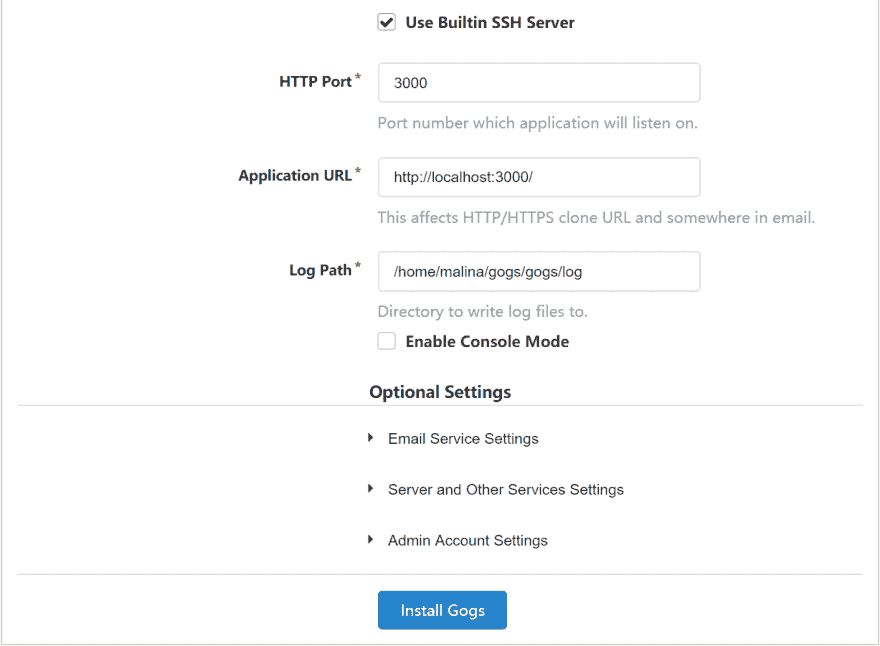 Use Builtin SSH Server
HTTP Port*
3000
Port number which application will listen on.
Application URL*
http://localhost:3000/
This affects HTTP/HTTPS clone URL and somewhere in email.
Log Path*
/home/malina/gogs/gogs/log
Directory to write log files to.
Enable Console Mode
Optional Settings
Email Service Settings
Server and Other Services Settings
Admin Account Settings
Install Gogs